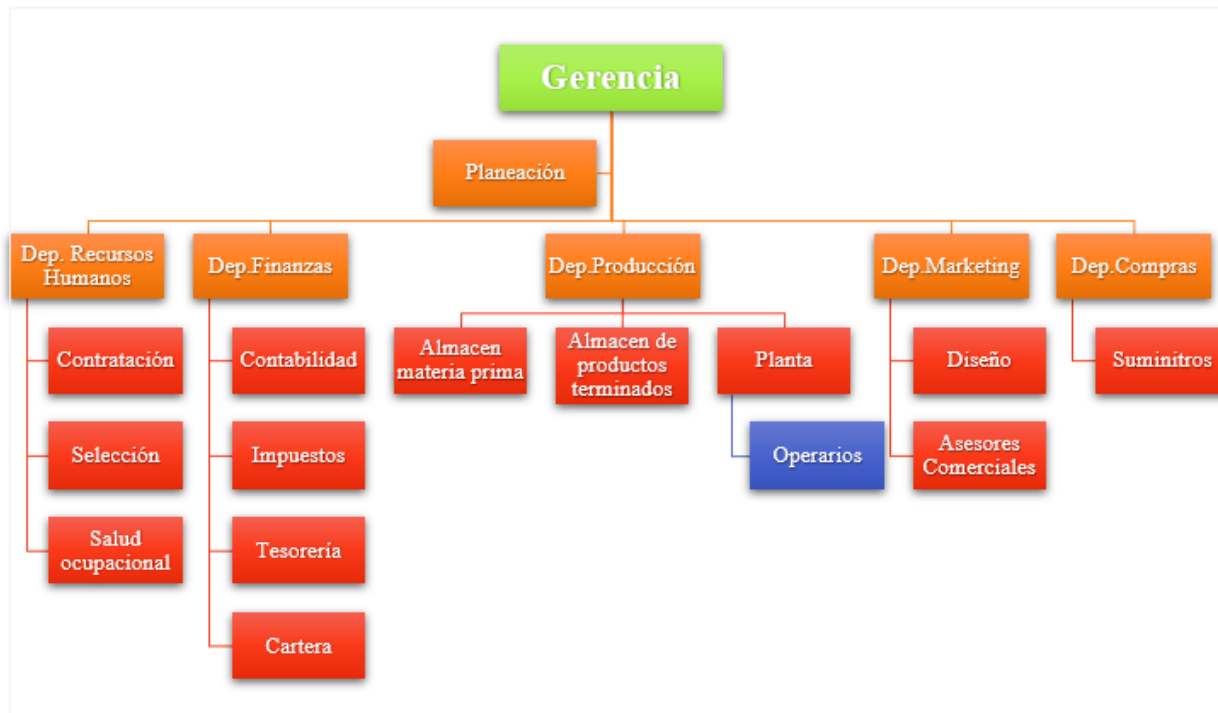 Gerencia
Planeación
Dep. Recursos
Humanos
Dep.Finanzas
Dep.Producción
Dep.Marketing
Dep.Compras
Contratación
Selección
Salud
ocupacional
Contabilidad
Impuestos
Tesorería
Cartera
Almacen
materia prima
Almacen de
productos
terminados
Planta
Operarios
Diseño
Asesores
Comerciales
Suminitros